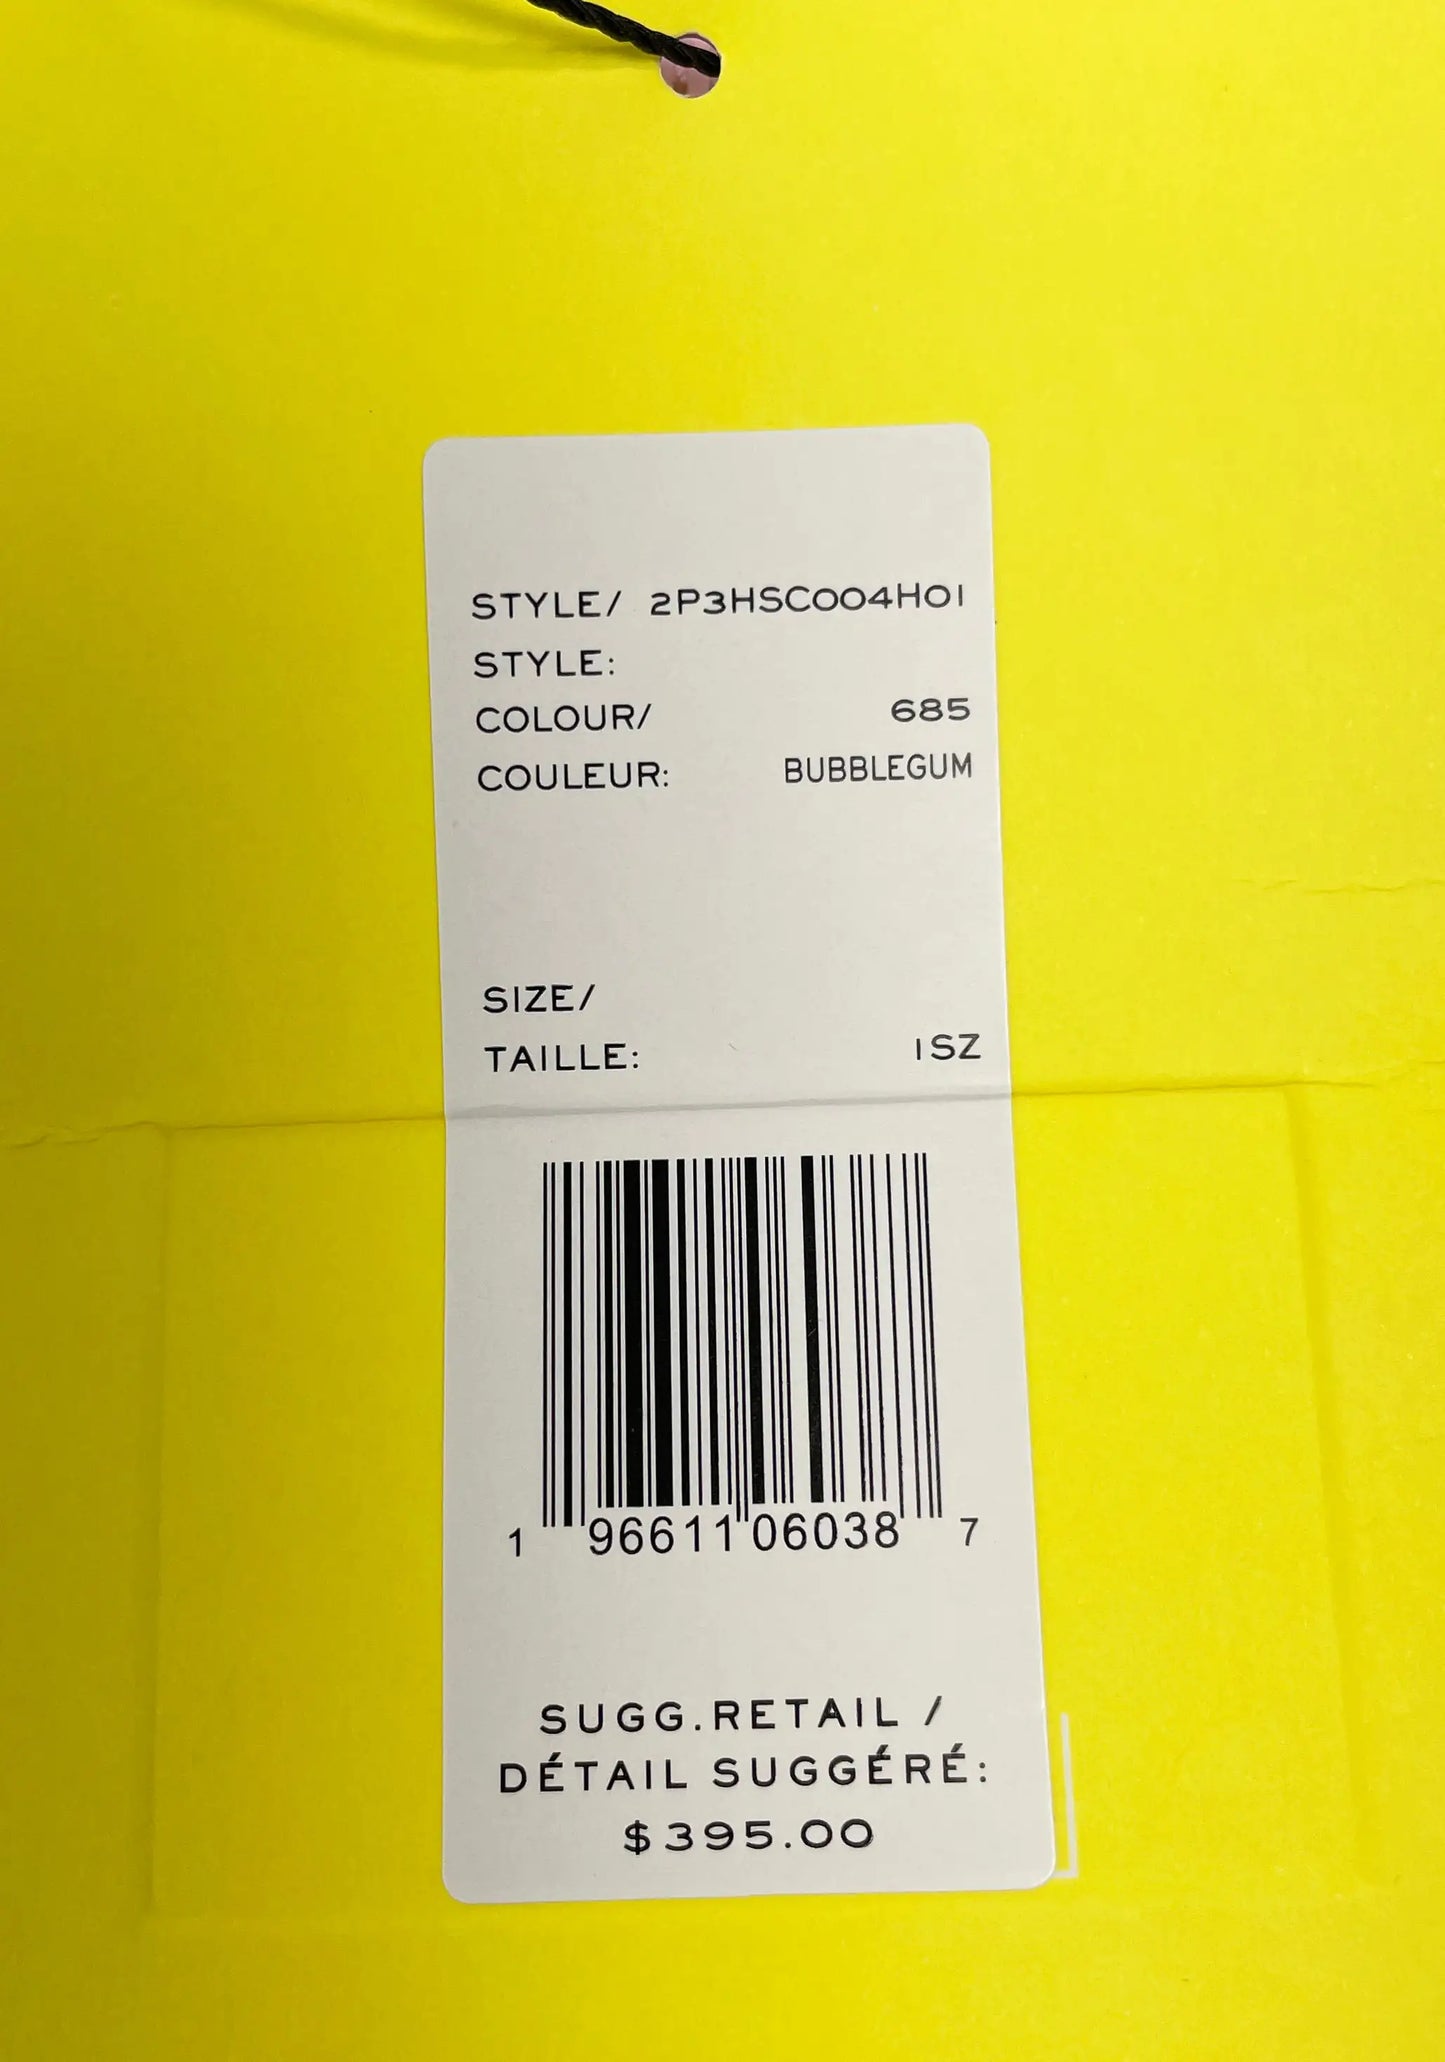 STYLE/ 2P3HSC004H01
STYLE:
COLOUR/ 685
COULEUR: BUBBLEGUM
SIZE/
TAILLE: 1SZ
1 96611 06038 7
SUGG.RETAIL /
DÉTAIL SUGGÉRÉ:
$395.00